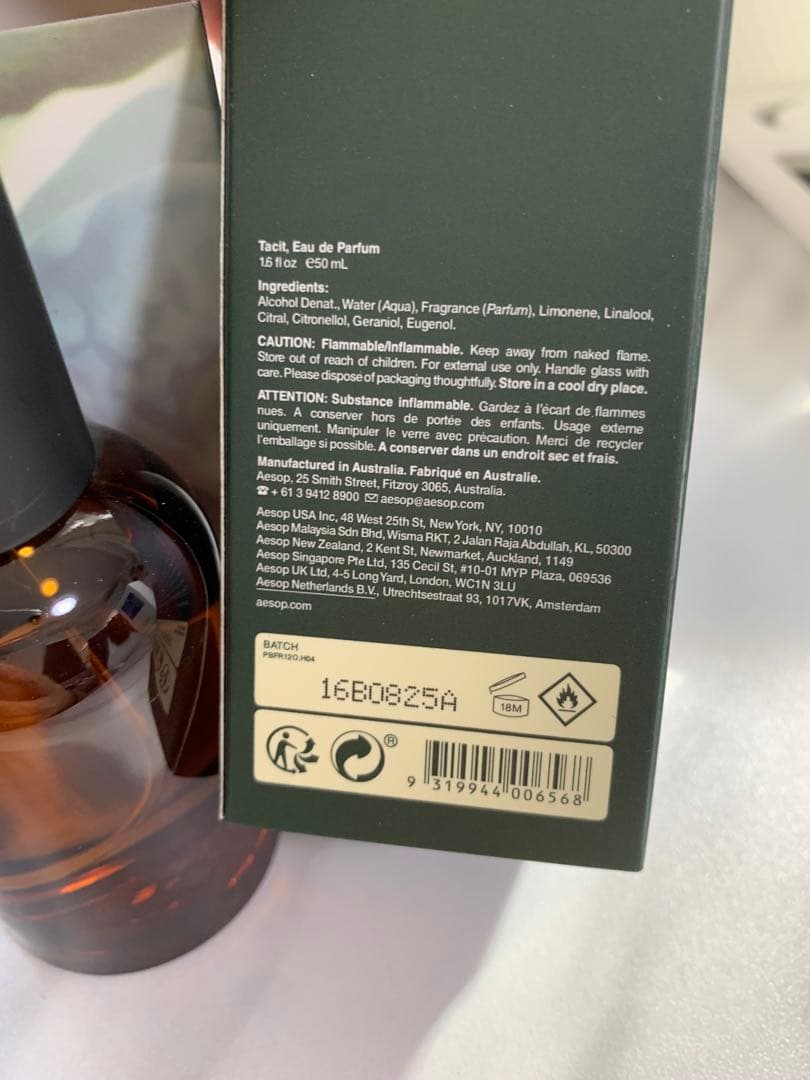 Tacit, Eau de Parfum
1.6 fl oz ℮50 mL
Ingredients:
Alcohol Denat., Water (Aqua), Fragrance (Parfum), Limonene, Linalool,
Citral, Citronellol, Geraniol, Eugenol.
CAUTION: Flammable/Inflammable. Keep away from naked flame.
Store out of reach of children. For external use only. Handle glass with
care. Please dispose of packaging thoughtfully. Store in a cool dry place.
ATTENTION: Substance inflammable. Gardez à l'écart de flammes
nues. A conserver hors de portée des enfants. Usage externe
uniquement. Manipuler le verre avec précaution. Merci de recycler
l'emballage si possible. A conserver dans un endroit sec et frais.
Manufactured in Australia. Fabriqué en Australie.
Aesop, 25 Smith Street, Fitzroy 3065, Australia.
☎ + 61 3 9412 8900 ✉ aesop@aesop.com
Aesop USA Inc, 48 West 25th St, New York, NY, 10010
Aesop Malaysia Sdn Bhd, Wisma RKT, 2 Jalan Raja Abdullah, KL, 50300
Aesop New Zealand, 2 Kent St, Newmarket, Auckland, 1149
Aesop Singapore Pte Ltd, 135 Cecil St, #10-01 MYP Plaza, 069536
Aesop UK Ltd, 4-5 Long Yard, London, WC1N 3LU
Aesop Netherlands B.V., Utrechtsestraat 93, 1017VK, Amsterdam
aesop.com
BATCH
PBFR12O.H04
16B0825A
18M
®
9 319944 006568